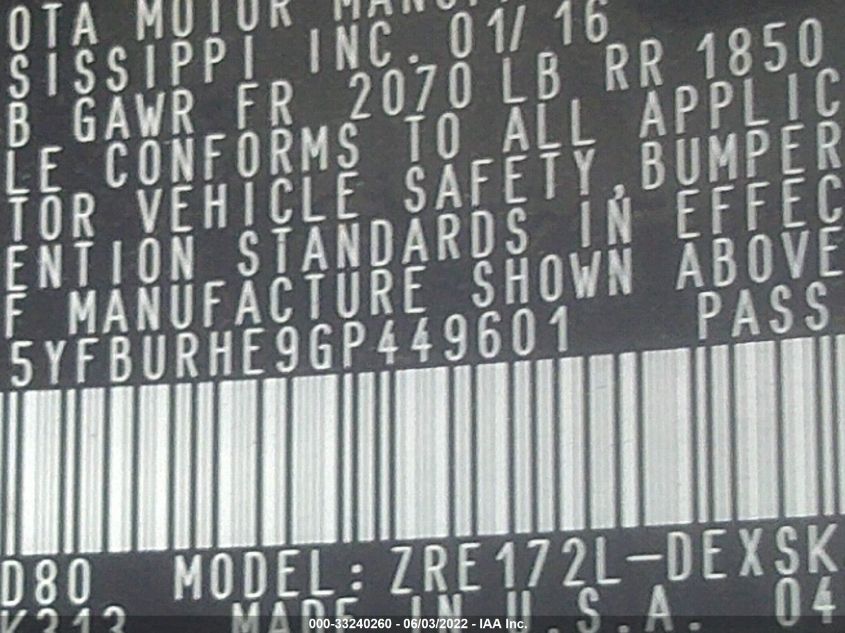 OTA MOTOR MANUF
SISSIPPI INC. 01/ 16
B GAWR FR 2070 LB RR 1850
LE CONFORMS TO ALL APPLIC
TOR VEHICLE SAFETY,BUMPER
ENTION STANDARDS IN EFFEC
F MANUFACTURE SHOWN ABOVE
5YFBURHE9GP449601 PASS
D80 MODEL: ZRE172L-DEXSK
K313 MADE IN U.S.A. 04
000-33240260 - 06/03/2022 - IAA Inc.